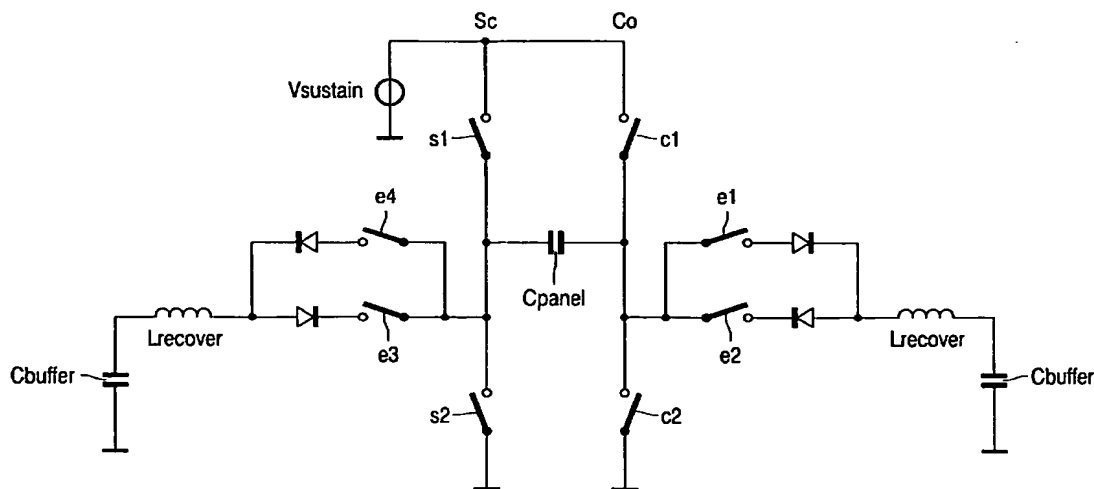 Sc
Co
Vsustain
s1
c1
e4
e1
Cpanel
Lrecover
e3
e2
Lrecover
Cbuffer
Cbuffer
s2
c2